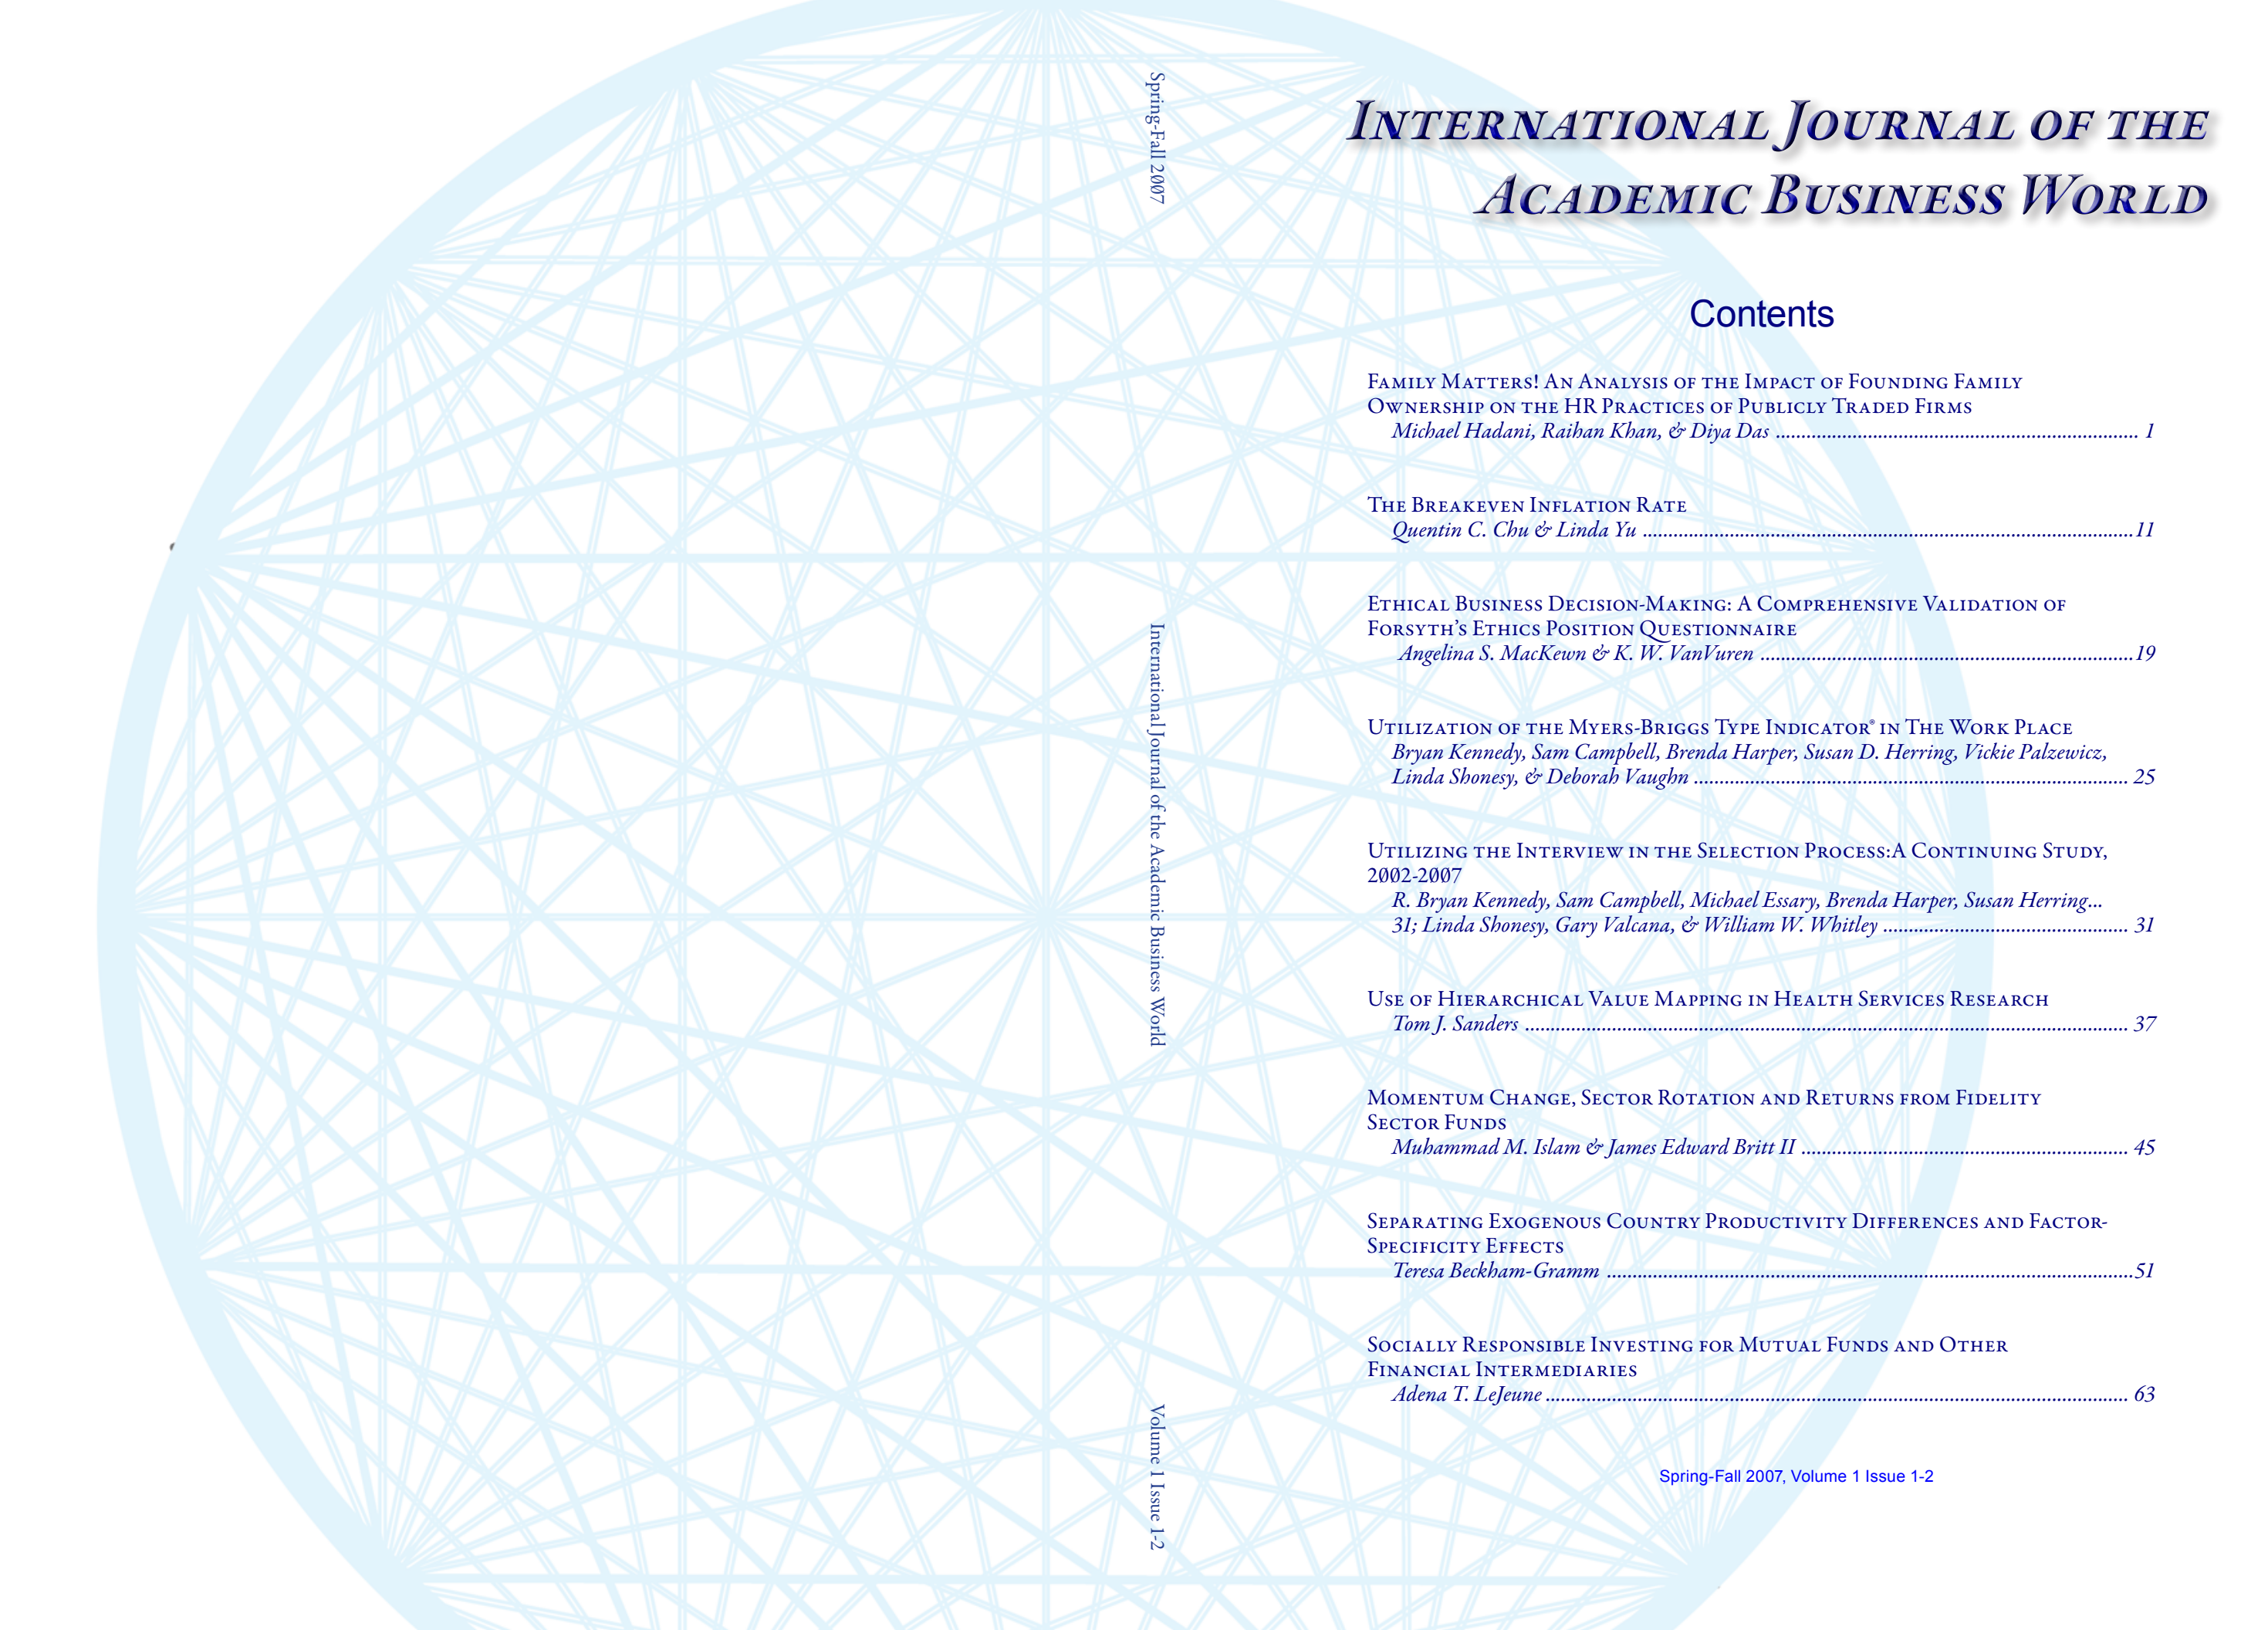 Spring-Fall 2007
International Journal of the Academic Business World
Volume 1 Issue 1-2
International Journal of the
Academic Business World
Contents
Family Matters! An Analysis of the Impact of Founding Family
Ownership on the HR Practices of Publicly Traded Firms
Michael Hadani, Raihan Khan, & Diya Das ........................................................................ 1
The Breakeven Inflation Rate
Quentin C. Chu & Linda Yu .................................................................................................11
Ethical Business Decision-Making: A Comprehensive Validation of
Forsyth's Ethics Position Questionnaire
Angelina S. MacKewn & K. W. VanVuren ..........................................................................19
Utilization of the Myers-Briggs Type Indicator® in The Work Place
Bryan Kennedy, Sam Campbell, Brenda Harper, Susan D. Herring, Vickie Palzewicz,
Linda Shonesy, & Deborah Vaughn ...................................................................................... 25
Utilizing the Interview in the Selection Process:A Continuing Study,
2002-2007
R. Bryan Kennedy, Sam Campbell, Michael Essary, Brenda Harper, Susan Herring...
31; Linda Shonesy, Gary Valcana, & William W. Whitley ................................................ 31
Use of Hierarchical Value Mapping in Health Services Research
Tom J. Sanders ....................................................................................................................... 37
Momentum Change, Sector Rotation and Returns from Fidelity
Sector Funds
Muhammad M. Islam & James Edward Britt II ................................................................ 45
Separating Exogenous Country Productivity Differences and Factor-
Specificity Effects
Teresa Beckham-Gramm ........................................................................................................51
Socially Responsible Investing for Mutual Funds and Other
Financial Intermediaries
Adena T. LeJeune ................................................................................................................... 63
Spring-Fall 2007, Volume 1 Issue 1-2